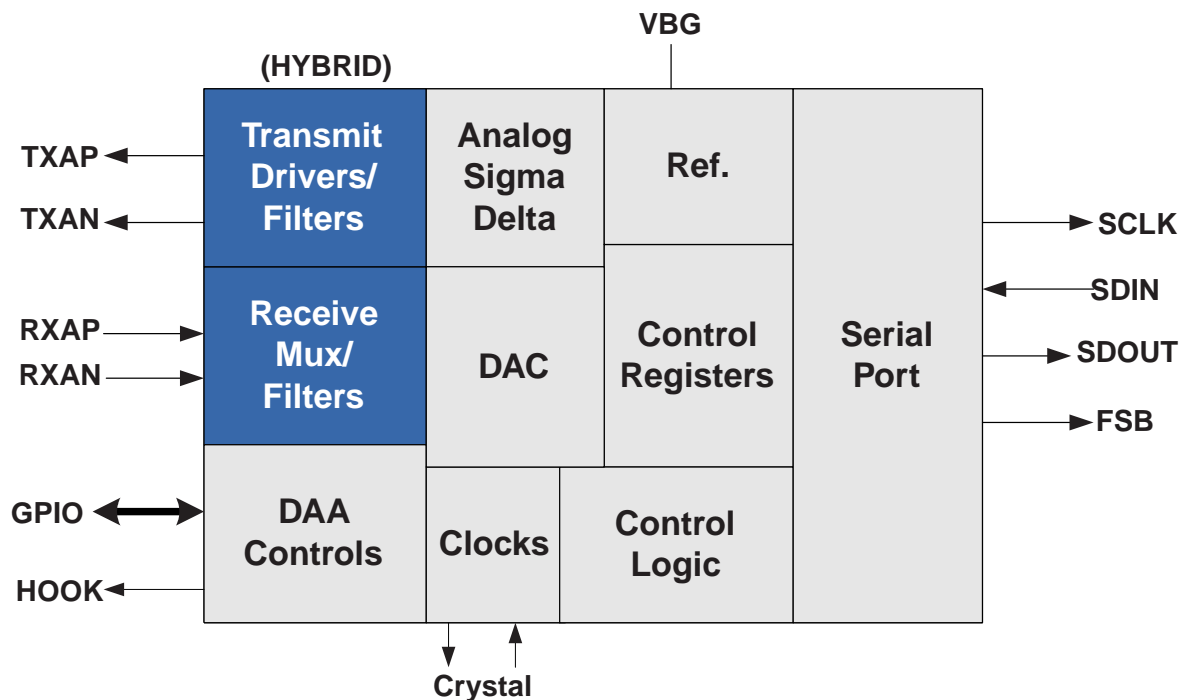 VBG
(HYBRID)
Transmit
Drivers/
Filters
Analog
Sigma
Delta
Ref.
TXAP
TXAN
SCLK
SDIN
SDOUT
FSB
RXAP
RXAN
Receive
Mux/
Filters
DAC
Control
Registers
Serial
Port
GPIO
HOOK
DAA
Controls
Clocks
Control
Logic
Crystal